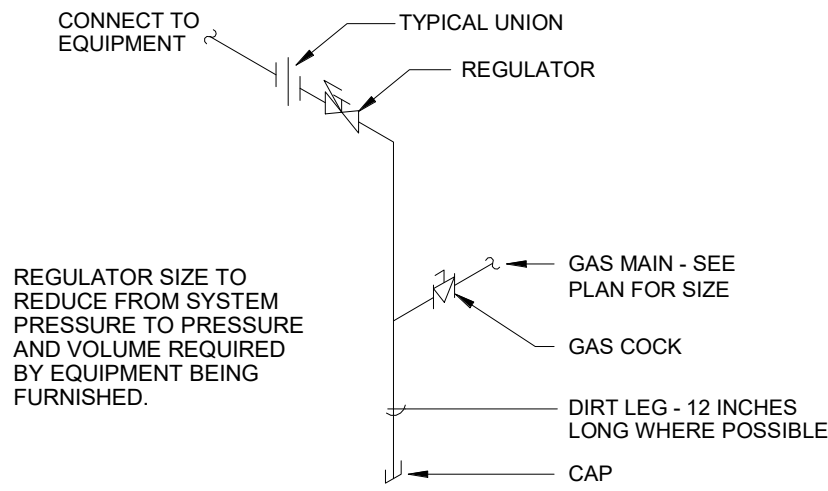 CONNECT TO
EQUIPMENT
TYPICAL UNION
REGULATOR
REGULATOR SIZE TO
REDUCE FROM SYSTEM
PRESSURE TO PRESSURE
AND VOLUME REQUIRED
BY EQUIPMENT BEING
FURNISHED.
GAS MAIN - SEE
PLAN FOR SIZE
GAS COCK
DIRT LEG - 12 INCHES
LONG WHERE POSSIBLE
CAP